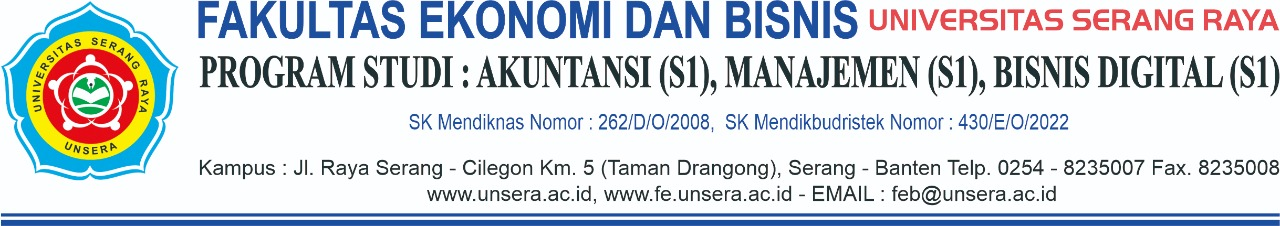 UNIVERSITAS SERANG RAYA
UNSERA
FAKULTAS EKONOMI DAN BISNIS UNIVERSITAS SERANG RAYA
PROGRAM STUDI : AKUNTANSI (S1), MANAJEMEN (S1), BISNIS DIGITAL (S1)
SK Mendiknas Nomor : 262/D/O/2008, SK Mendikbudristek Nomor : 430/E/O/2022
Kampus : Jl. Raya Serang - Cilegon Km. 5 (Taman Drangong), Serang - Banten Telp. 0254 - 8235007 Fax. 8235008
www.unsera.ac.id, www.fe.unsera.ac.id - EMAIL : feb@unsera.ac.id